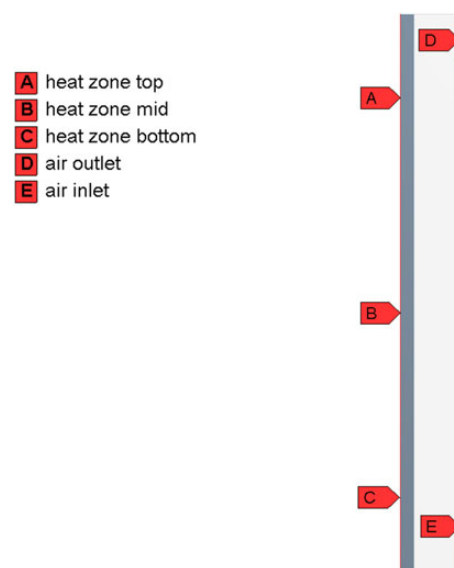 A heat zone top
B heat zone mid
C heat zone bottom
D air outlet
E air inlet
D
A
B
C
E